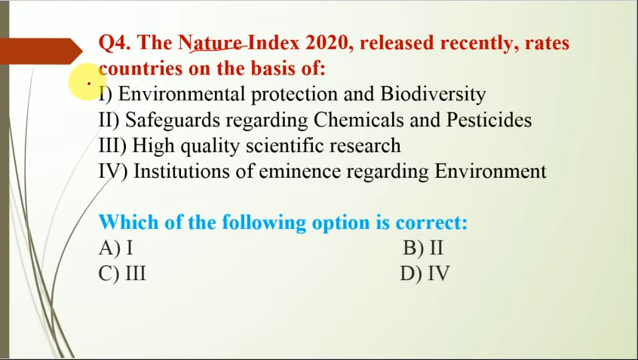 Q4. The Nature Index 2020, released recently, rates
countries on the basis of:
I) Environmental protection and Biodiversity
II) Safeguards regarding Chemicals and Pesticides
III) High quality scientific research
IV) Institutions of eminence regarding Environment
Which of the following option is correct:
A) I B) II
C) III D) IV